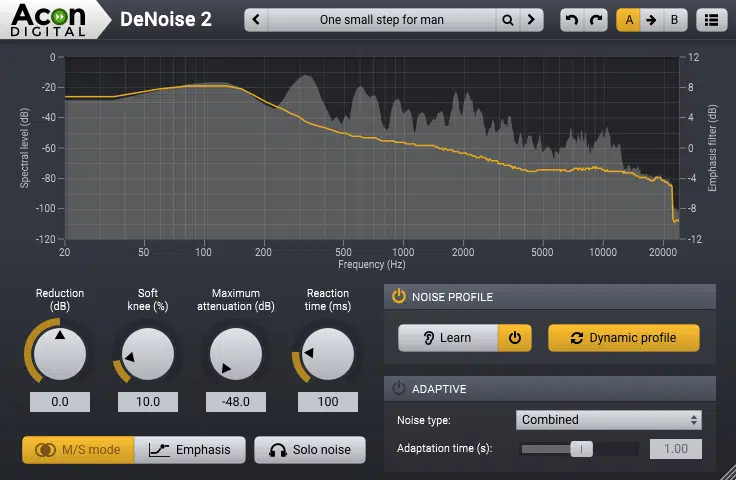 Acon
DIGITAL
DeNoise 2
One small step for man
A
B
0
-20
-40
-60
-80
-100
-120
Spectral level (dB)
12
8
4
0
-4
-8
-12
Emphasis filter (dB)
20 50 100 200 500 1000 2000 5000 10000 20000
Frequency (Hz)
Reduction
(dB)
Soft
knee (%)
Maximum
attenuation (dB)
Reaction
time (ms)
0.0
10.0
-48.0
100
M/S mode
Emphasis
Solo noise
NOISE PROFILE
Learn
Dynamic profile
ADAPTIVE
Noise type:
Combined
Adaptation time (s):
1.00